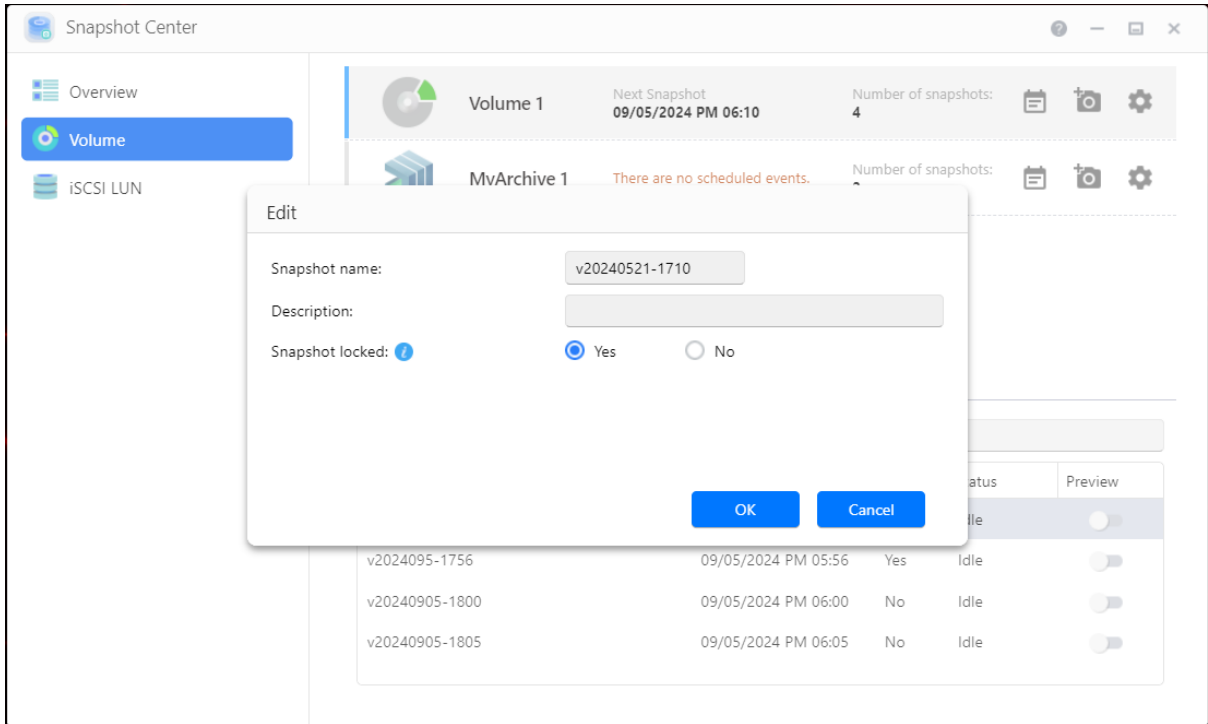 Snapshot Center
Overview
Volume
iSCSI LUN
Volume 1
Next Snapshot
09/05/2024 PM 06:10
Number of snapshots:
4
MyArchive 1
There are no scheduled events.
Number of snapshots:
Edit
Snapshot name:
v20240521-1710
Description:
Snapshot locked:
Yes
No
OK
Cancel
atus
Preview
dle
v2024095-1756 09/05/2024 PM 05:56 Yes Idle
v20240905-1800 09/05/2024 PM 06:00 No Idle
v20240905-1805 09/05/2024 PM 06:05 No Idle